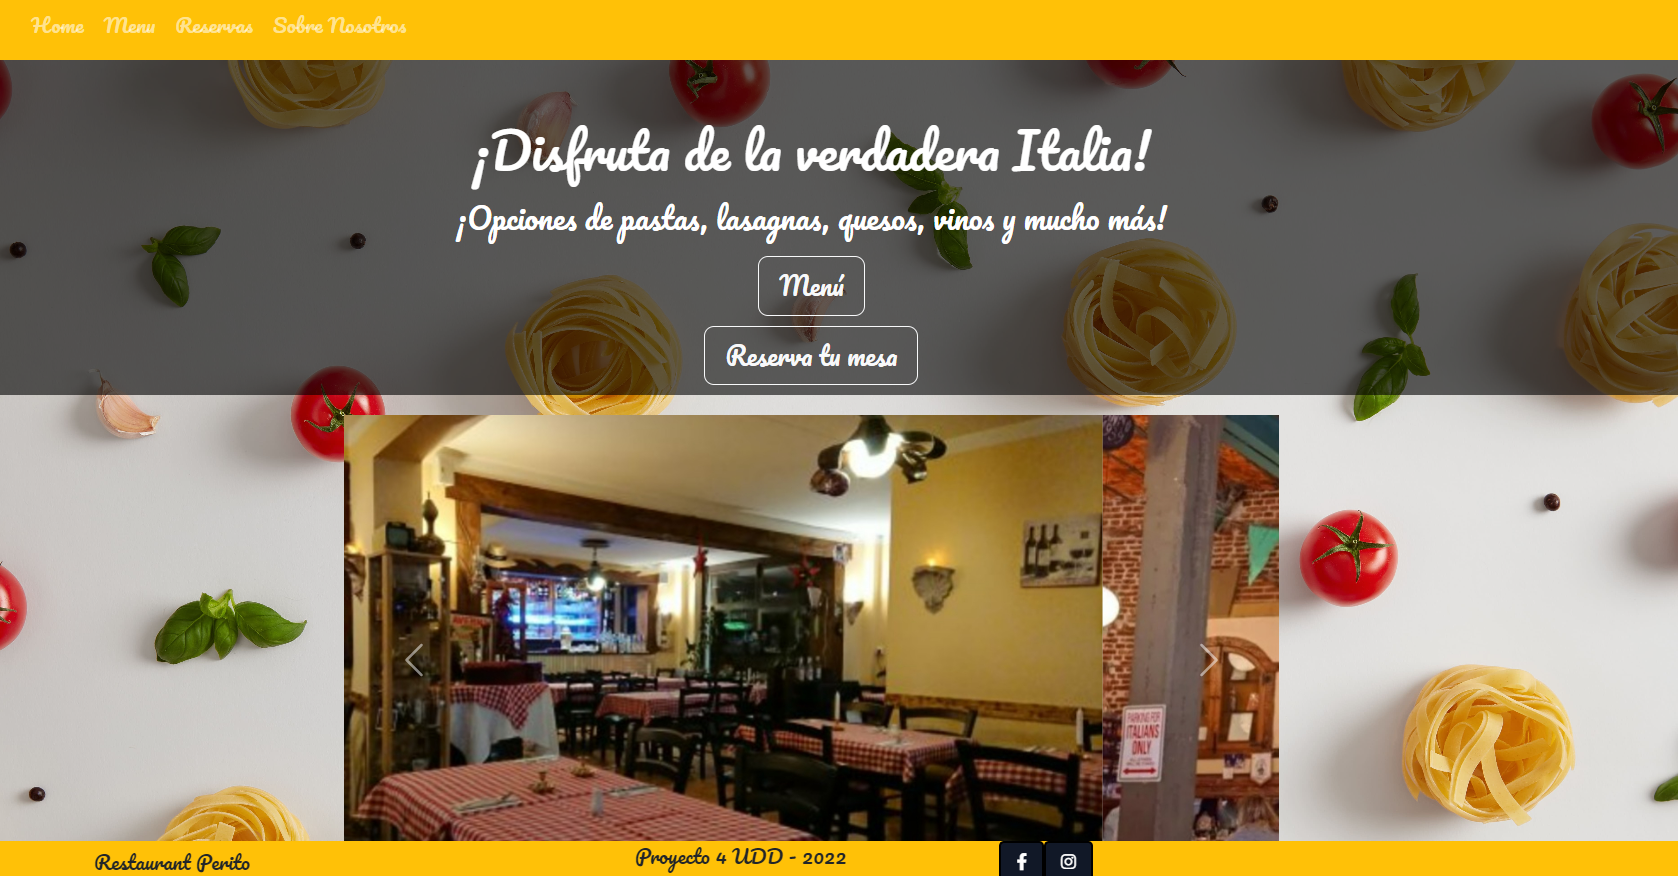 Home Menu Reservas Sobre Nosotros
¡Disfruta de la verdadera Italia!
¡Opciones de pastas, lasagnas, quesos, vinos y mucho más!
Menú
Reserva tu mesa
PARKING FOR
ITALIANS
ONLY
Restaurant Perito
Proyecto 4 UDD - 2022